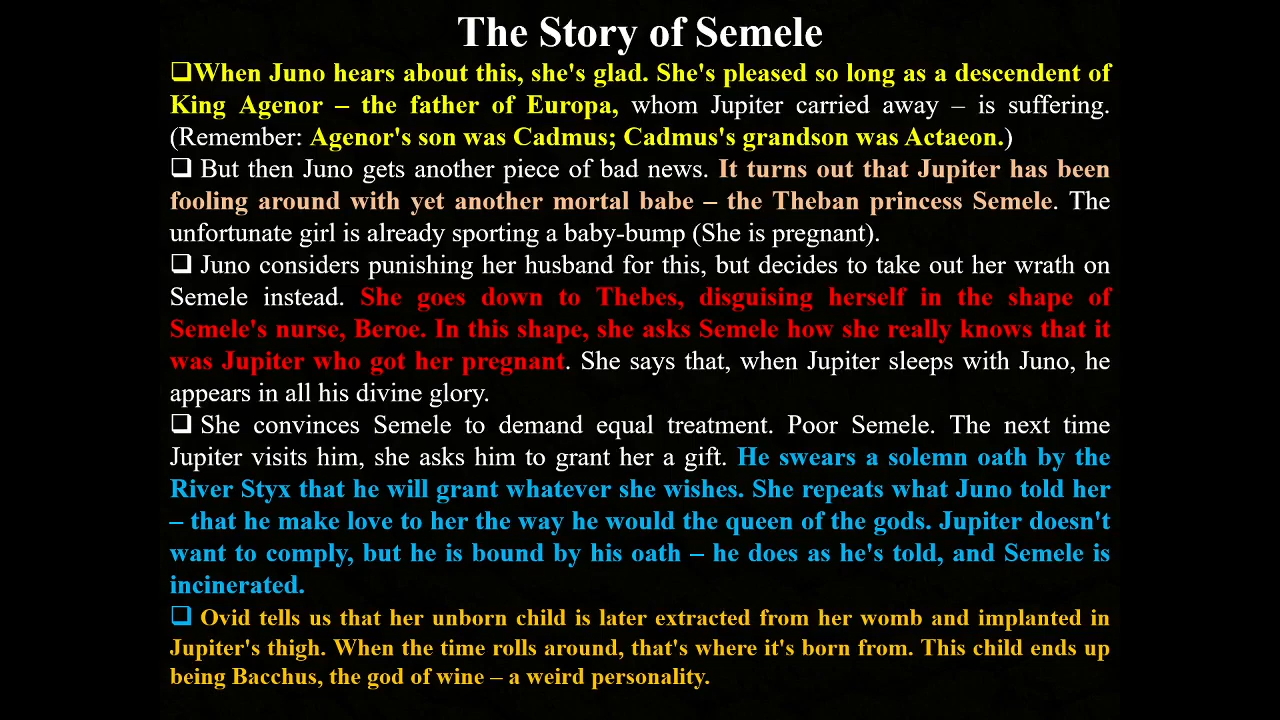 The Story of Semele
❑When Juno hears about this, she's glad. She's pleased so long as a descendent of
King Agenor – the father of Europa, whom Jupiter carried away – is suffering.
(Remember: Agenor's son was Cadmus; Cadmus's grandson was Actaeon.)
❑ But then Juno gets another piece of bad news. It turns out that Jupiter has been
fooling around with yet another mortal babe – the Theban princess Semele. The
unfortunate girl is already sporting a baby-bump (She is pregnant).
❑ Juno considers punishing her husband for this, but decides to take out her wrath on
Semele instead. She goes down to Thebes, disguising herself in the shape of
Semele's nurse, Beroe. In this shape, she asks Semele how she really knows that it
was Jupiter who got her pregnant. She says that, when Jupiter sleeps with Juno, he
appears in all his divine glory.
❑ She convinces Semele to demand equal treatment. Poor Semele. The next time
Jupiter visits him, she asks him to grant her a gift. He swears a solemn oath by the
River Styx that he will grant whatever she wishes. She repeats what Juno told her
– that he make love to her the way he would the queen of the gods. Jupiter doesn't
want to comply, but he is bound by his oath – he does as he's told, and Semele is
incinerated.
❑ Ovid tells us that her unborn child is later extracted from her womb and implanted in
Jupiter's thigh. When the time rolls around, that's where it's born from. This child ends up
being Bacchus, the god of wine – a weird personality.